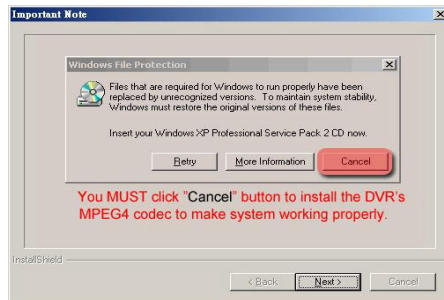 Important Note
Windows File Protection
Files that are required for Windows to run properly have been
replaced by unrecognized versions. To maintain system stability,
Windows must restore the original versions of these files.
Insert your Windows XP Professional Service Pack 2 CD now.
Retry
More Information
Cancel
You MUST click "Cancel" button to install the DVR's
MPEG4 codec to make system working properly.
InstallShield
< Back
Next >
Cancel